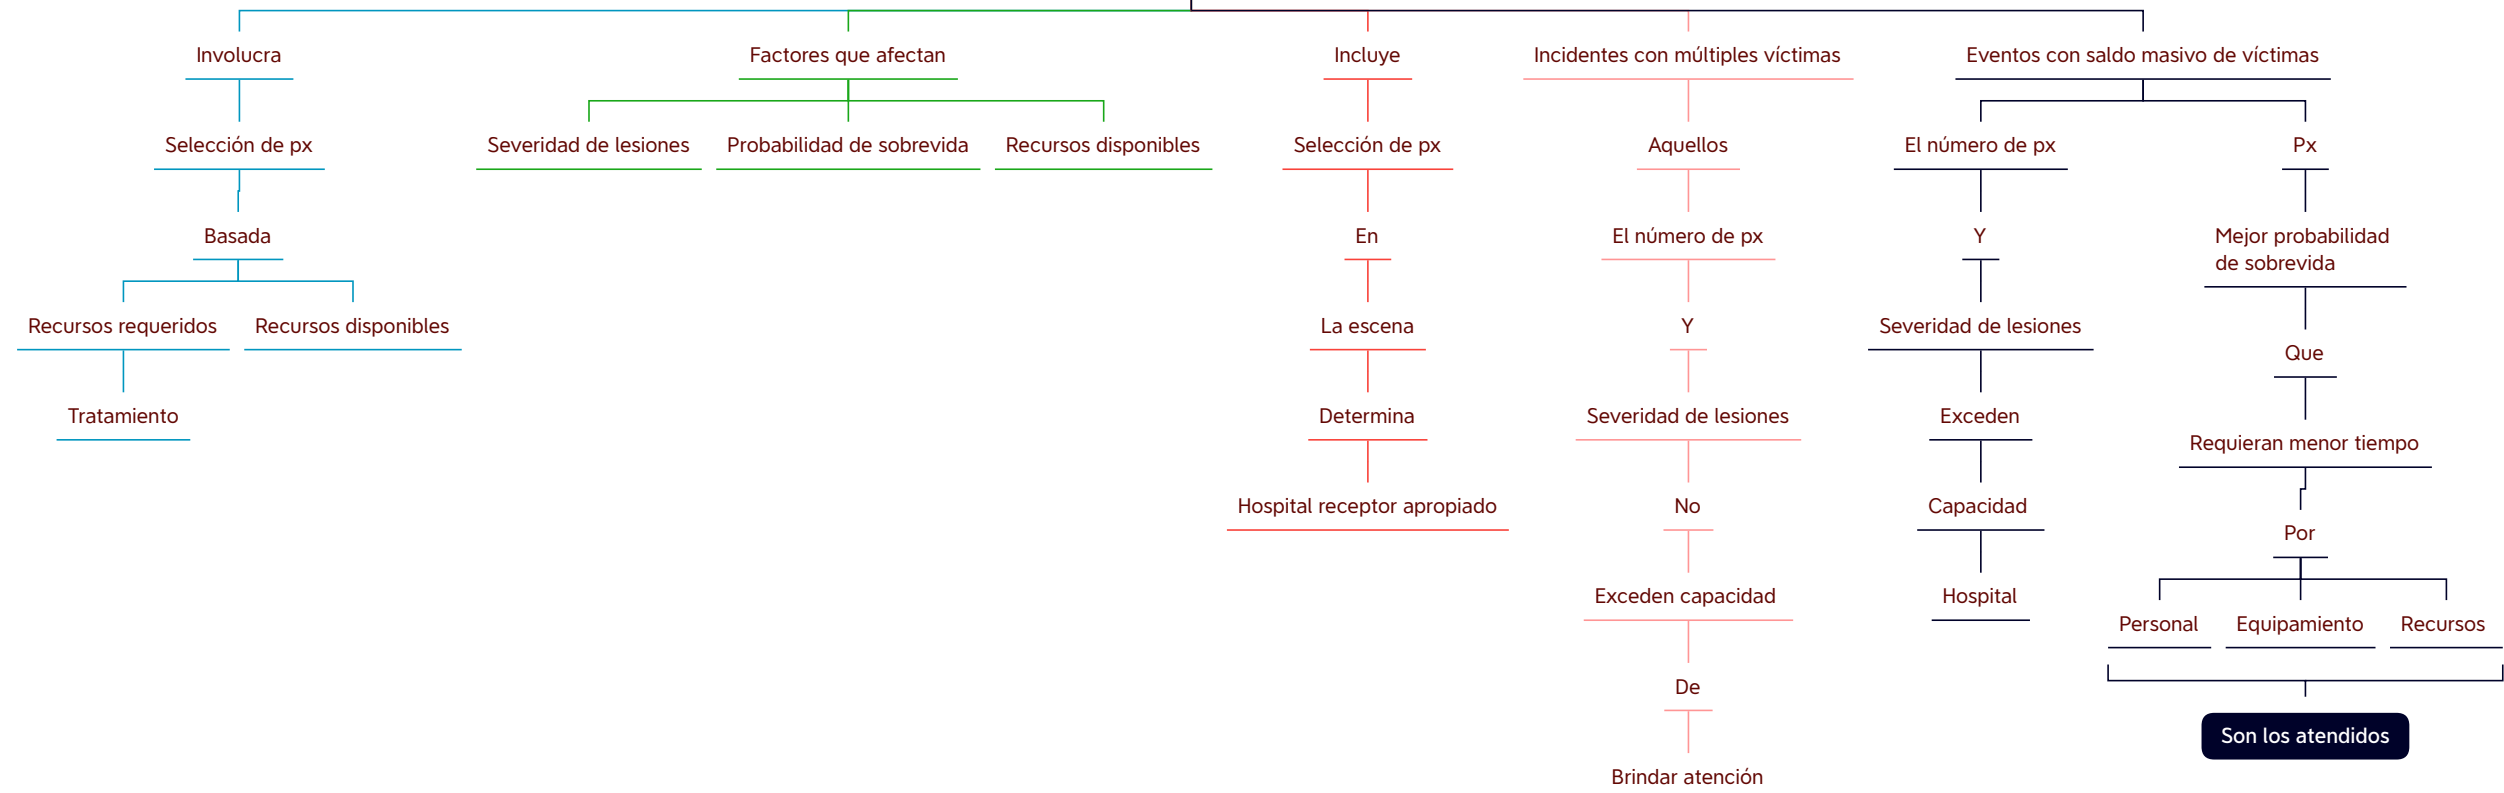 Involucra
Factores que afectan
Incluye
Incidentes con múltiples víctimas
Eventos con saldo masivo de víctimas
Selección de px
Severidad de lesiones
Probabilidad de sobrevida
Recursos disponibles
Selección de px
Aquellos
El número de px
Px
Basada
En
El número de px
Y
Mejor probabilidad
de sobrevida
Recursos requeridos
Recursos disponibles
La escena
Y
Severidad de lesiones
Que
Tratamiento
Determina
Severidad de lesiones
Exceden
Requieran menor tiempo
Hospital receptor apropiado
No
Capacidad
Por
Exceden capacidad
Hospital
Personal
Equipamiento
Recursos
De
Son los atendidos
Brindar atención